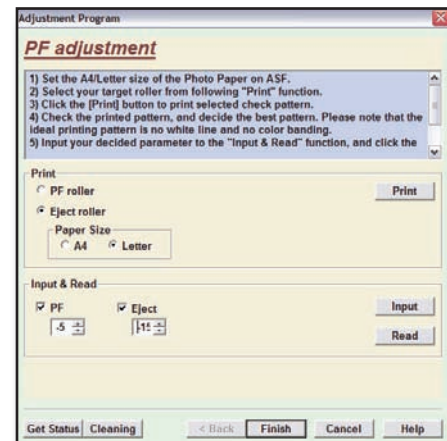 Adjustment Program
PF adjustment
1) Set the A4/Letter size of the Photo Paper on ASF.
2) Select your target roller from following "Print" function.
3) Click the [Print] button to print selected check pattern.
4) Check the printed pattern, and decide the best pattern. Please note that the
ideal printing pattern is no white line and no color banding.
5) Input your decided parameter to the "Input & Read" function, and click the
Print
PF roller
Print
Eject roller
Paper Size
A4 Letter
Input & Read
PF Eject
Input
-5 -15
Read
Get Status Cleaning < Back Finish Cancel Help